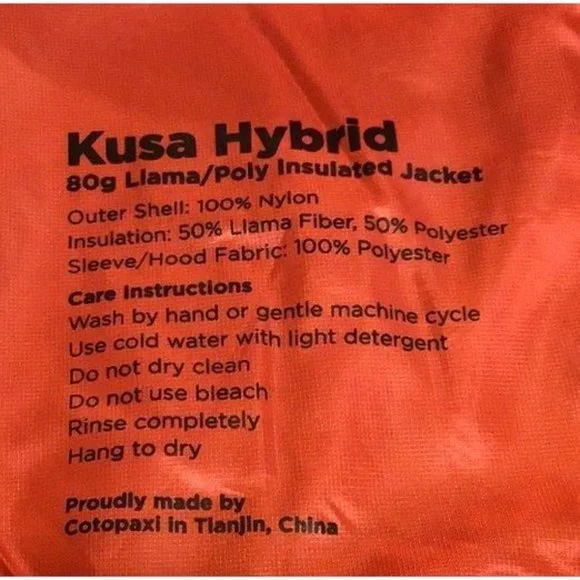 Kusa Hybrid
80g Llama/Poly Insulated Jacket
Outer Shell: 100% Nylon
Insulation: 50% Llama Fiber, 50% Polyester
Sleeve/Hood Fabric: 100% Polyester
Care Instructions
Wash by hand or gentle machine cycle
Use cold water with light detergent
Do not dry clean
Do not use bleach
Rinse completely
Hang to dry
Proudly made by
Cotopaxi in Tianjin, China